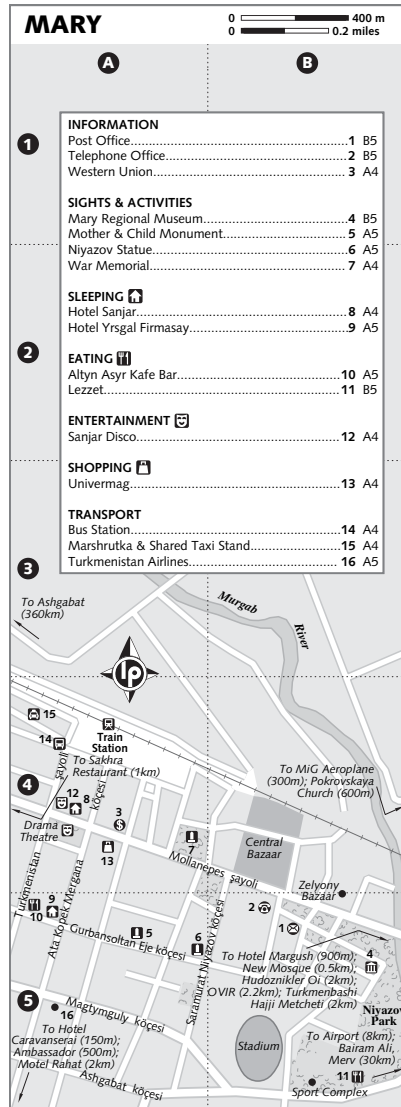 MARY
0 400 m
0 0.2 miles
A B
1
INFORMATION
Post Office 1 B5
Telephone Office 2 B5
Western Union 3 A4
SIGHTS & ACTIVITIES
Mary Regional Museum 4 B5
Mother & Child Monument 5 A5
Niyazov Statue 6 A5
War Memorial 7 A4
SLEEPING
Hotel Sanjar 8 A4
Hotel Yrsgal Firmasay 9 A5
2
EATING
Altyn Asyr Kafe Bar 10 A5
Lezzet 11 B5
ENTERTAINMENT
Sanjar Disco 12 A4
SHOPPING
Univermag 13 A4
TRANSPORT
Bus Station 14 A4
Marshrutka & Shared Taxi Stand 15 A4
Turkmenistan Airlines 16 A5
3
To Ashgabat
(360km)
Murgab
River
lp
15
14
Train
Station
To Sakhra
Restaurant (1km)
şayoli
köçesi
4
12
8
3
Drama
Theatre
13
7
To MiG Aeroplane
(300m); Pokrovskaya
Church (600m)
Central
Bazaar
Mollanepes şayoli
Zelyony
Bazaar
Turkmenistan
Ata Kopek Mergana
9
10
Gurbansoltan Eje köçesi
5
6
Saramurat Niyazov köçesi
2
1
4
To Hotel Margush (900m);
New Mosque (0.5km);
Hudoznikler Oi (2km);
OVIR (2.2km); Turkmenbashi
Hajji Metcheti (2km)
Niyazov
Park
5
16
Magtymguly köçesi
To Hotel
Caravanserai (150m);
Ambassador (500m);
Motel Rahat (2km)
Ashgabat köçesi
Stadium
To Airport (8km);
Bairam Ali,
Merv (30km)
11
Sport Complex